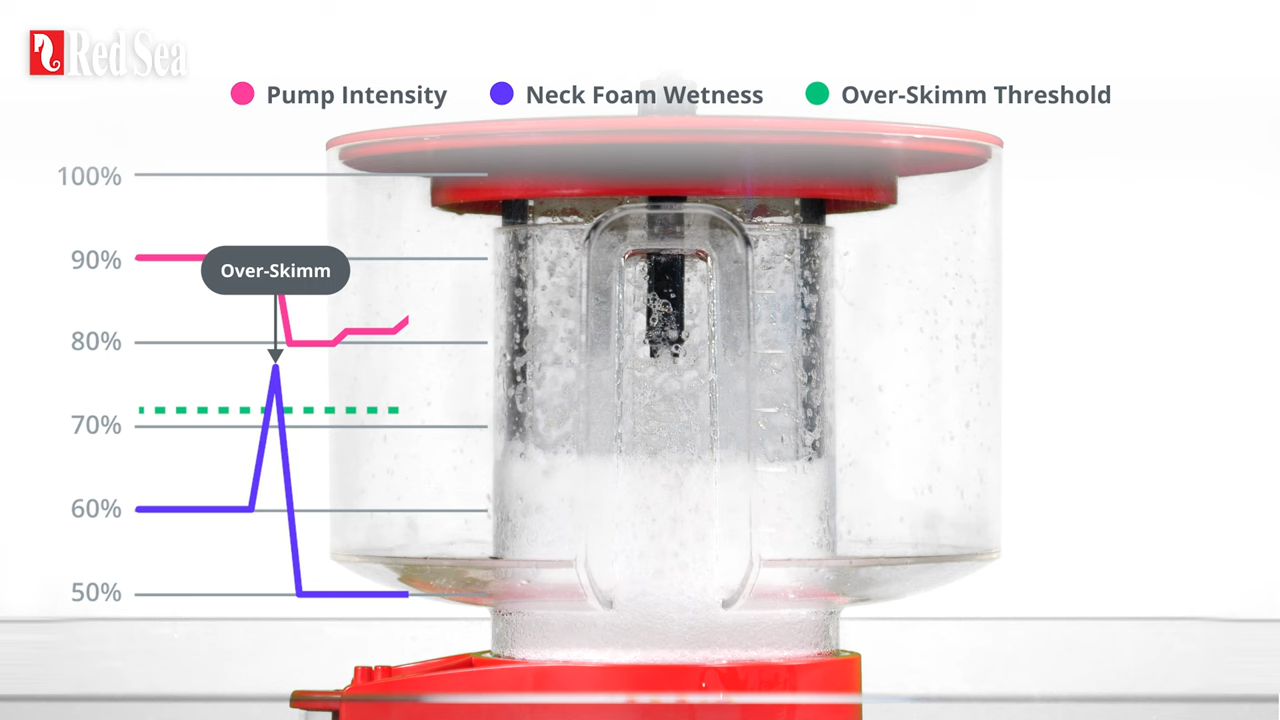 Red Sea
Pump Intensity
Neck Foam Wetness
Over-Skimm Threshold
100%
90%
Over-Skimm
80%
70%
60%
50%